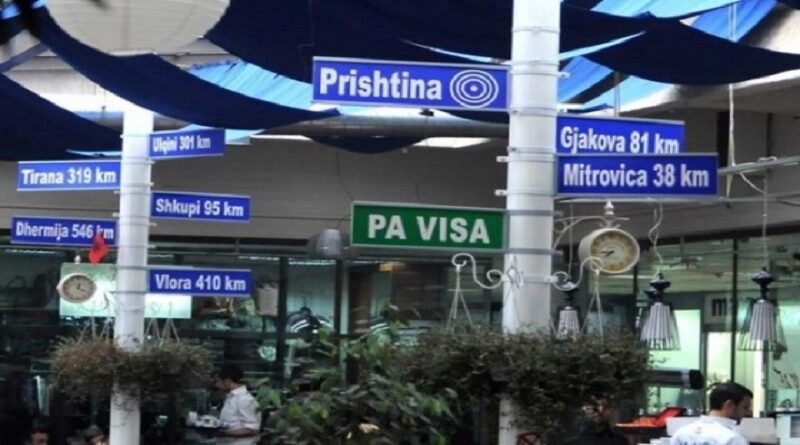 Prishtina
Ulqini 301 km
Tirana 319 km
Gjakova 81 km
Mitrovica 38 km
Shkupi 95 km
Dhermija 546 km
PA VISA
Vlora 410 km